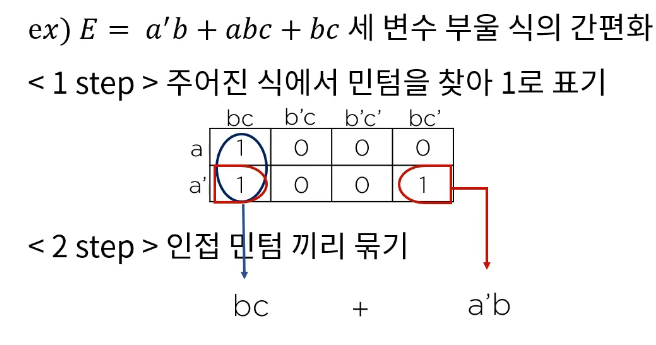 ex) E = a'b + abc + bc 세 변수 부울 식의 간편화
< 1 step > 주어진 식에서 민텀을 찾아 1로 표기
bc b'c b'c' bc'
a 1 0 0 0
a' 1 0 0 1
< 2 step > 인접 민텀 끼리 묶기
bc + a'b